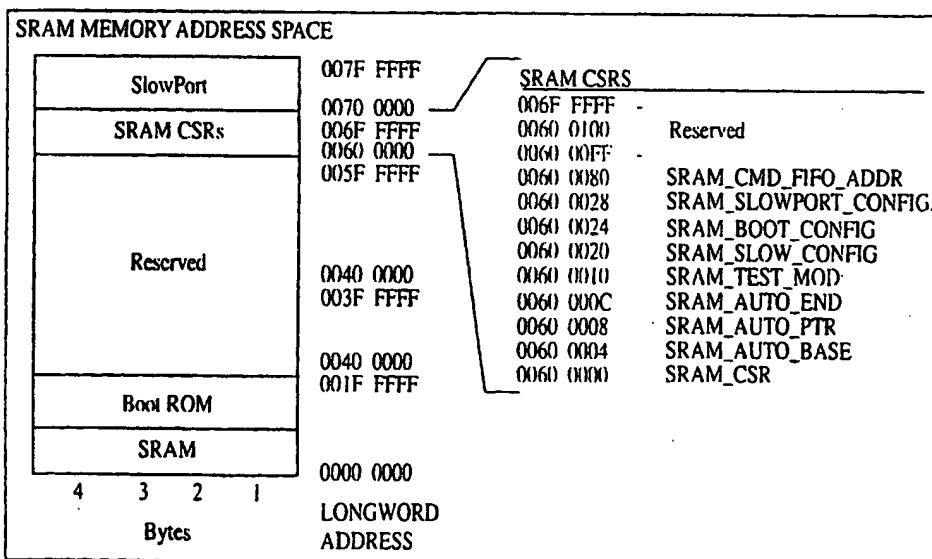 SRAM MEMORY ADDRESS SPACE
SlowPort
SRAM CSRs
Reserved
Boot ROM
SRAM
4 3 2 1
Bytes
007F FFFF
0070 0000
006F FFFF
0060 0000
005F FFFF
0040 0000
003F FFFF
0040 0000
001F FFFF
0000 0000
LONGWORD
ADDRESS
SRAM CSRS
006F FFFF -
0060 0100 Reserved
0060 00FF -
0060 0080 SRAM_CMD_FIFO_ADDR
0060 0028 SRAM_SLOWPORT_CONFIG
0060 0024 SRAM_BOOT_CONFIG
0060 0020 SRAM_SLOW_CONFIG
0060 0010 SRAM_TEST_MOD
0060 000C SRAM_AUTO_END
0060 0008 SRAM_AUTO_PTR
0060 0004 SRAM_AUTO_BASE
0060 0000 SRAM_CSR